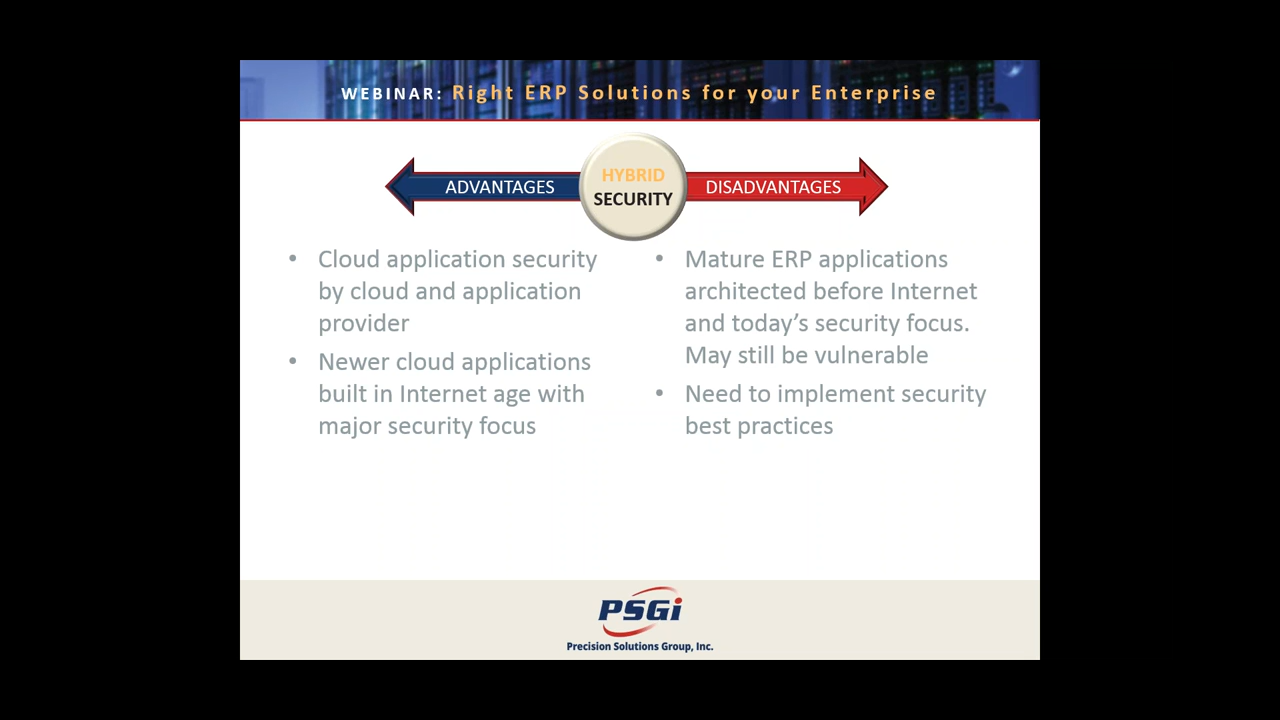 WEBINAR: Right ERP Solutions for your Enterprise
ADVANTAGES
HYBRID
SECURITY
DISADVANTAGES
• Cloud application security
by cloud and application
provider
• Newer cloud applications
built in Internet age with
major security focus
• Mature ERP applications
architected before Internet
and today’s security focus.
May still be vulnerable
• Need to implement security
best practices
PSGi
Precision Solutions Group, Inc.